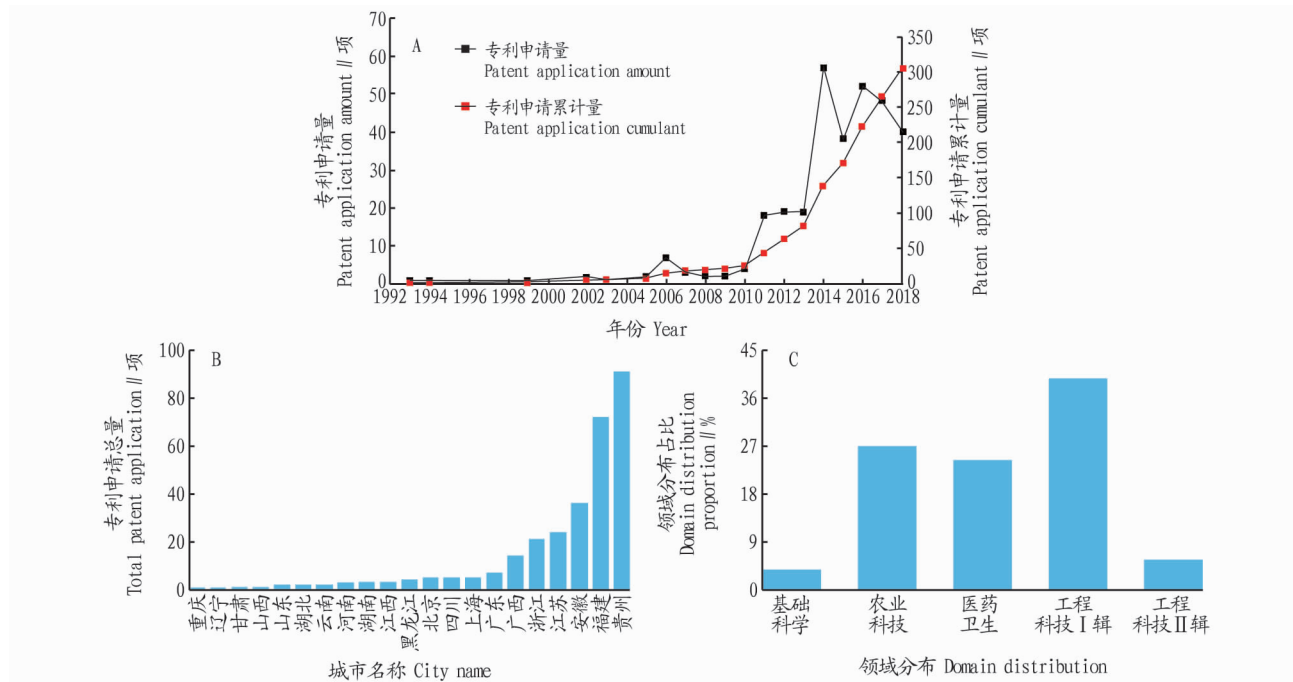 A
专利申请量
Patent application amount
专利申请累计量
Patent application cumulant
专利申请量
Patent application amount∥项
70
60
50
40
30
20
10
0
专利申请累计量
Patent application cumulant∥项
350
300
250
200
150
100
50
0
1992 1994 1996 1998 2000 2002 2004 2006 2008 2010 2012 2014 2016 2018
年份 Year
B
专利申请总量
Total patent application∥项
100
80
60
40
20
0
重庆 辽宁 甘肃 山西 山东 湖北 云南 河南 湖南 江西 黑龙江 北京 四川 上海 广东 广西 浙江 江苏 安徽 福建 贵州
城市名称 City name
C
领域分布占比
Domain distribution
proportion∥%
45
36
27
18
9
0
基础 农业 医药 工程 工程
科学 科技 卫生 科技Ⅰ辑 科技Ⅱ辑
领域分布 Domain distribution